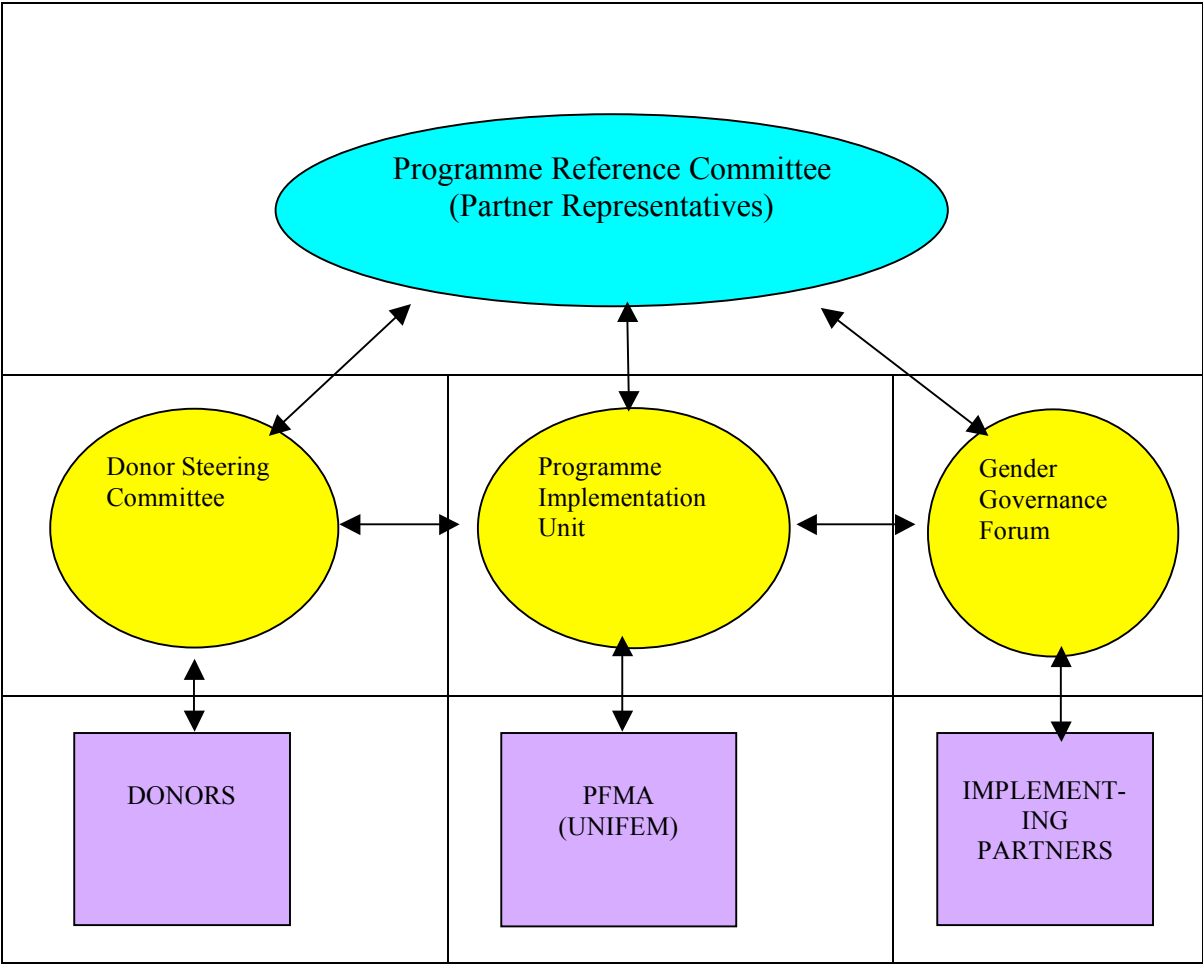 Programme Reference Committee
(Partner Representatives)
Donor Steering
Committee
Programme
Implementation
Unit
Gender
Governance
Forum
DONORS
PFMA
(UNIFEM)
IMPLEMENT-
ING
PARTNERS